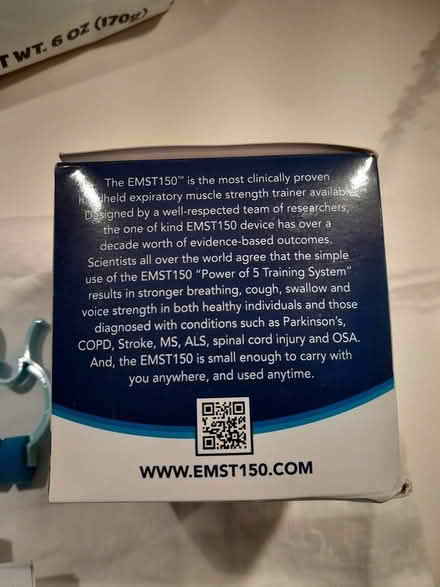 T WT. 6 OZ (170g)
The EMST150™ is the most clinically proven
handheld expiratory muscle strength trainer available.
Designed by a well-respected team of researchers,
the one of kind EMST150 device has over a
decade worth of evidence-based outcomes.
Scientists all over the world agree that the simple
use of the EMST150 "Power of 5 Training System"
results in stronger breathing, cough, swallow and
voice strength in both healthy individuals and those
diagnosed with conditions such as Parkinson's,
COPD, Stroke, MS, ALS, spinal cord injury and OSA.
And, the EMST150 is small enough to carry with
you anywhere, and used anytime.
WWW.EMST150.COM